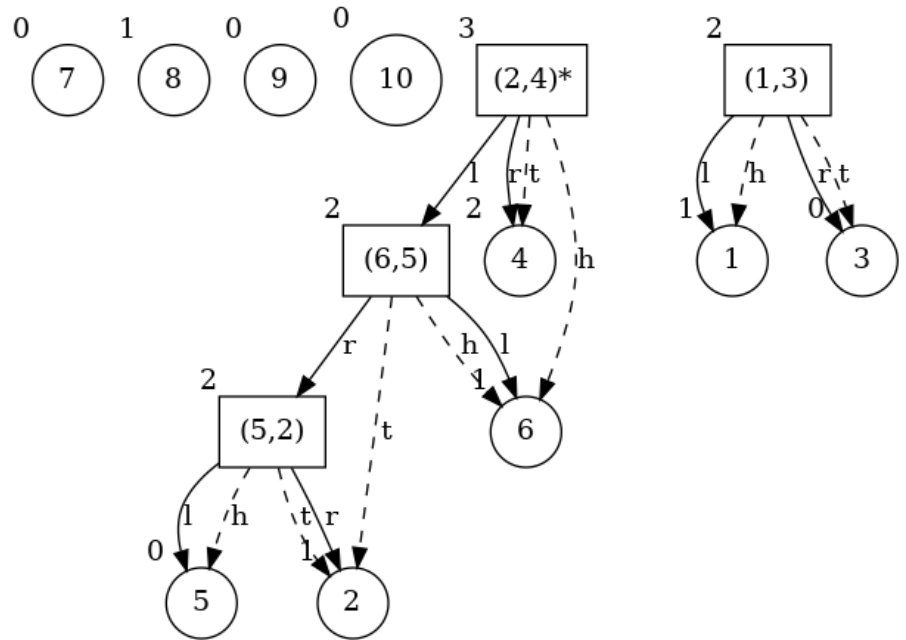 0 1 0 0 3 2
7 8 9 10 (2,4)* (1,3)
l r t h l h r t
2 2 1 0
(6,5) 4 1 3
r t h l
2 1
(5,2) 6
l h t r
0 1
5 2